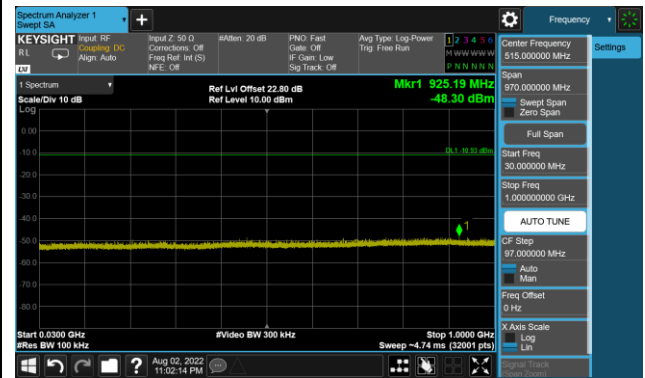 Spectrum Analyzer 1
Swept SA
+
Frequency
KEYSIGHT
RL
LXI
Input: RF
Coupling: DC
Align: Auto
Input Z: 50 Ω
Corrections: Off
Freq Ref: Int (S)
NFE: Off
#Atten: 20 dB
PNO: Fast
Gate: Off
IF Gain: Low
Sig Track: Off
Avg Type: Log-Power
Trig: Free Run
1 2 3 4 5 6
M W W W W W
P N N N N N
Center Frequency
515.000000 MHz
Settings
Span
970.000000 MHz
Swept Span
Zero Span
Full Span
Start Freq
30.000000 MHz
Stop Freq
1.00000000 GHz
AUTO TUNE
CF Step
97.000000 MHz
Auto
Man
Freq Offset
0 Hz
X Axis Scale
Log
Lin
Signal Track
(Span Zoom)
1 Spectrum
Scale/Div 10 dB
Log
Ref Lvl Offset 22.80 dB
Ref Level 10.00 dBm
Mkr1 925.19 MHz
-48.30 dBm
0.00
-10.0
-20.0
-30.0
-40.0
-50.0
-60.0
-70.0
-80.0
DL1 -10.93 dBm
1
Start 0.0300 GHz
#Res BW 100 kHz
#Video BW 300 kHz
Stop 1.0000 GHz
Sweep ~4.74 ms (32001 pts)
?
Aug 02, 2022
11:02:14 PM